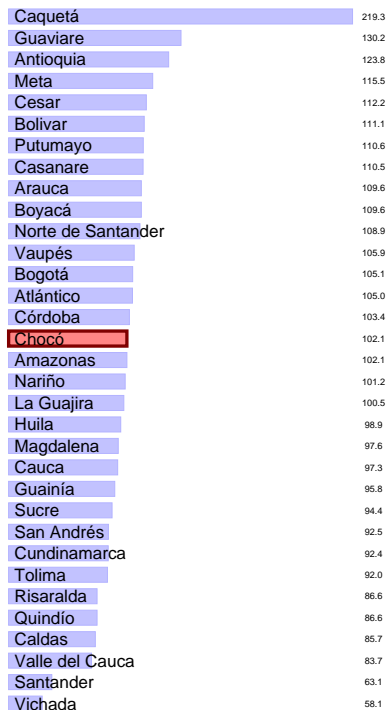 Caquetá 219.3
Guaviare 130.2
Antioquia 123.8
Meta 115.5
Cesar 112.2
Bolivar 111.1
Putumayo 110.6
Casanare 110.5
Arauca 109.6
Boyacá 109.6
Norte de Santander 108.9
Vaupés 105.9
Bogotá 105.1
Atlántico 105.0
Córdoba 103.4
Chocó 102.1
Amazonas 102.1
Nariño 101.2
La Guajira 100.5
Huila 98.9
Magdalena 97.6
Cauca 97.3
Guainía 95.8
Sucre 94.4
San Andrés 92.5
Cundinamarca 92.4
Tolima 92.0
Risaralda 86.6
Quindío 86.6
Caldas 85.7
Valle del Cauca 83.7
Santander 63.1
Vichada 58.1